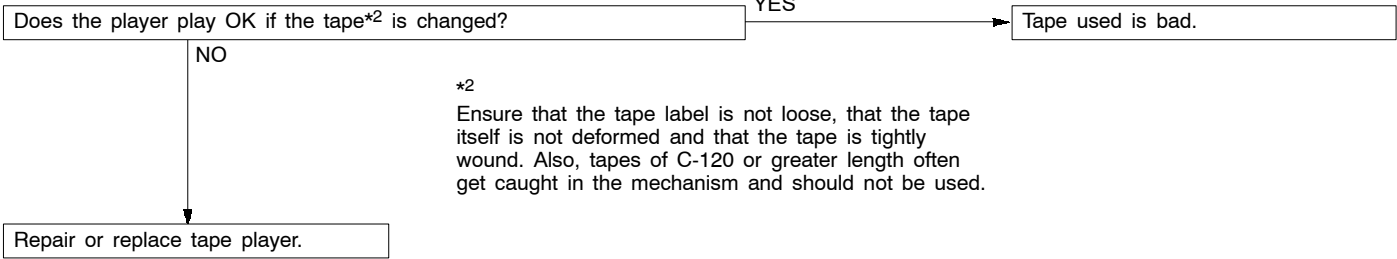 Does the player play OK if the tape*2 is changed?
YES
Tape used is bad.
NO
*2
Ensure that the tape label is not loose, that the tape
itself is not deformed and that the tape is tightly
wound. Also, tapes of C-120 or greater length often
get caught in the mechanism and should not be used.
Repair or replace tape player.